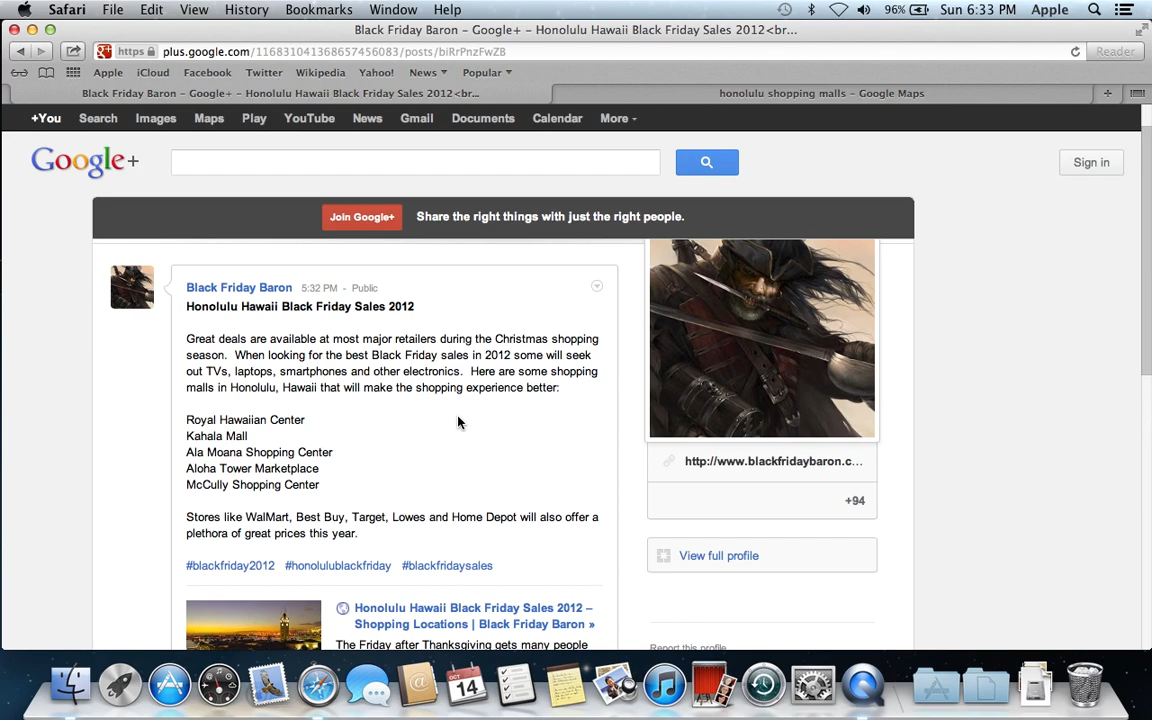 Safari File Edit View History Bookmarks Window Help 96% Sun 6:33 PM Apple
Black Friday Baron – Google+ – Honolulu Hawaii Black Friday Sales 2012<br...
https plus.google.com/116831041368657456083/posts/biRrPnzFwZB Reader
Apple iCloud Facebook Twitter Wikipedia Yahoo! News Popular
Black Friday Baron – Google+ – Honolulu Hawaii Black Friday Sales 2012<br... honolulu shopping malls – Google Maps
+You Search Images Maps Play YouTube News Gmail Documents Calendar More
Google+ Sign in
Join Google+ Share the right things with just the right people.
Black Friday Baron 5:32 PM - Public
Honolulu Hawaii Black Friday Sales 2012
Great deals are available at most major retailers during the Christmas shopping
season. When looking for the best Black Friday sales in 2012 some will seek
out TVs, laptops, smartphones and other electronics. Here are some shopping
malls in Honolulu, Hawaii that will make the shopping experience better:
Royal Hawaiian Center
Kahala Mall
Ala Moana Shopping Center
Aloha Tower Marketplace
McCully Shopping Center
Stores like WalMart, Best Buy, Target, Lowes and Home Depot will also offer a
plethora of great prices this year.
#blackfriday2012 #honolulublackfriday #blackfridaysales
Honolulu Hawaii Black Friday Sales 2012 –
Shopping Locations | Black Friday Baron »
The Friday after Thanksgiving gets many people
http://www.blackfridaybaron.c...
+94
View full profile
Report this profile
OCT
14